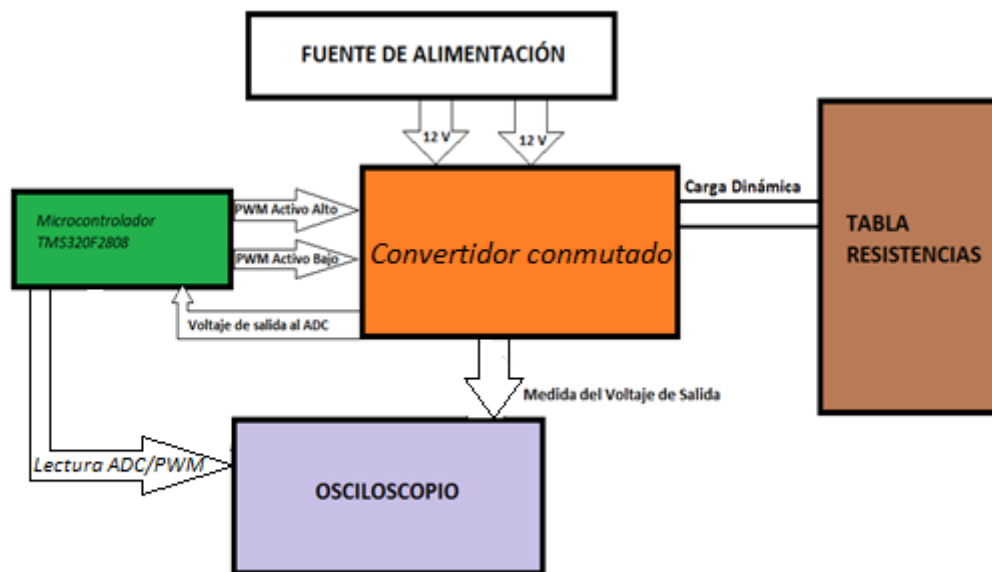 FUENTE DE ALIMENTACIÓN
12 V
12 V
Microcontrolador
TMS320F2808
PWM Activo Alto
PWM Activo Bajo
Convertidor conmutado
Carga Dinámica
TABLA
RESISTENCIAS
Voltaje de salida al ADC
Medida del Voltaje de Salida
Lectura ADC/PWM
OSCILOSCOPIO